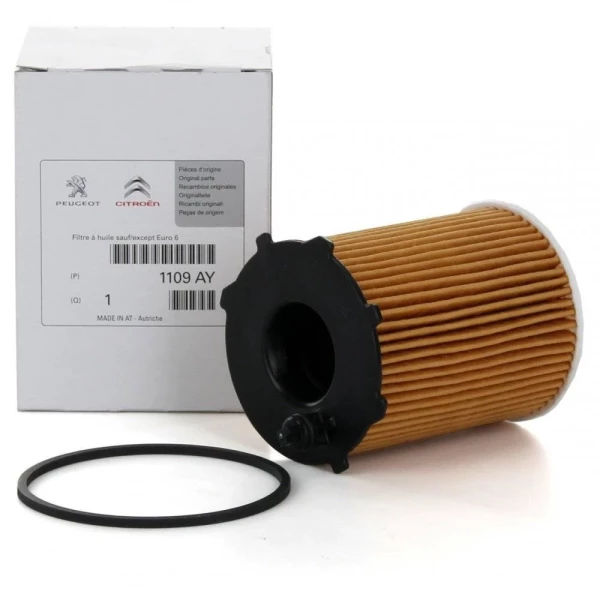 PEUGEOT
CITROËN
Pièces d'origine
Original parts
Recambios originales
Originalteile
Ricambi originali
Peças de origem
Filtre à huile sauf/except Euro 6
(P) 1109 AY
(Q) 1
MADE IN AT - Autriche